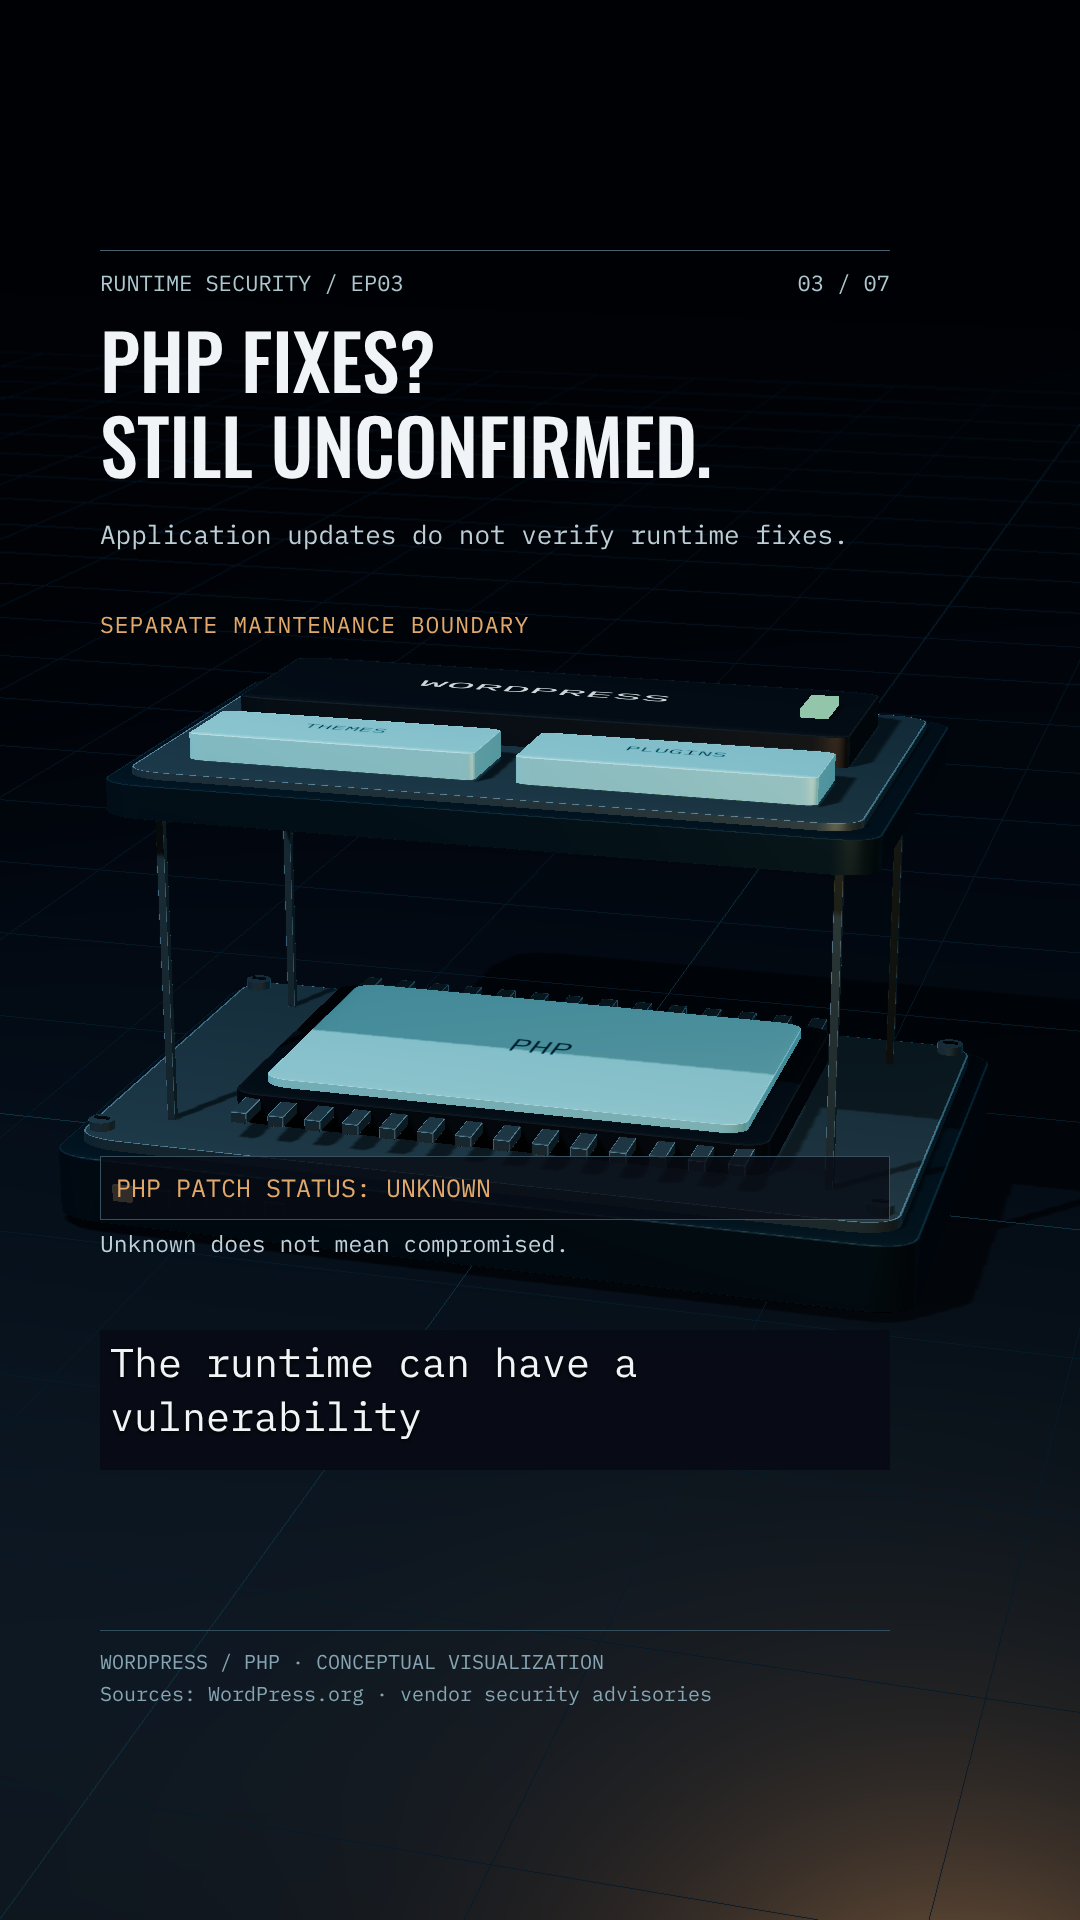 RUNTIME SECURITY / EP03
03 / 07
PHP FIXES?
STILL UNCONFIRMED.
Application updates do not verify runtime fixes.
SEPARATE MAINTENANCE BOUNDARY
WORDPRESS
THEMES
PLUGINS
PHP
PHP PATCH STATUS: UNKNOWN
Unknown does not mean compromised.
The runtime can have a
vulnerability
WORDPRESS / PHP · CONCEPTUAL VISUALIZATION
Sources: WordPress.org · vendor security advisories